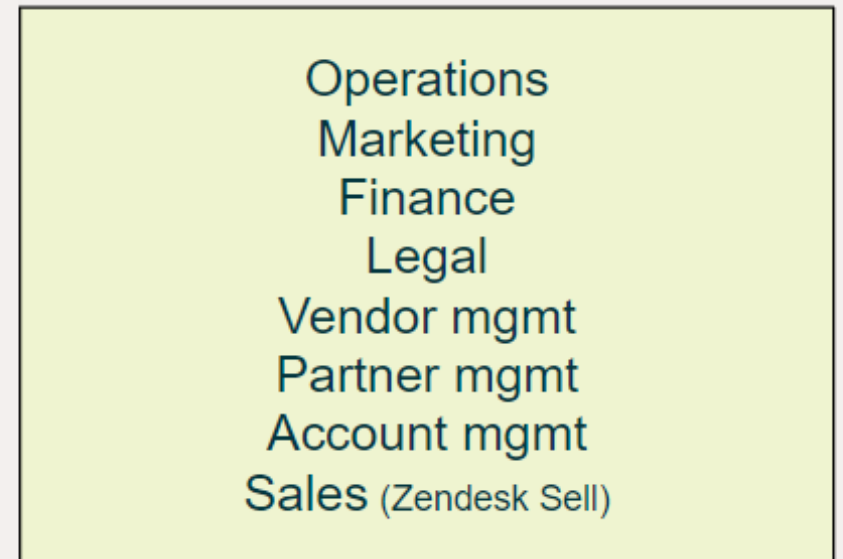 Operations
Marketing
Finance
Legal
Vendor mgmt
Partner mgmt
Account mgmt
Sales (Zendesk Sell)